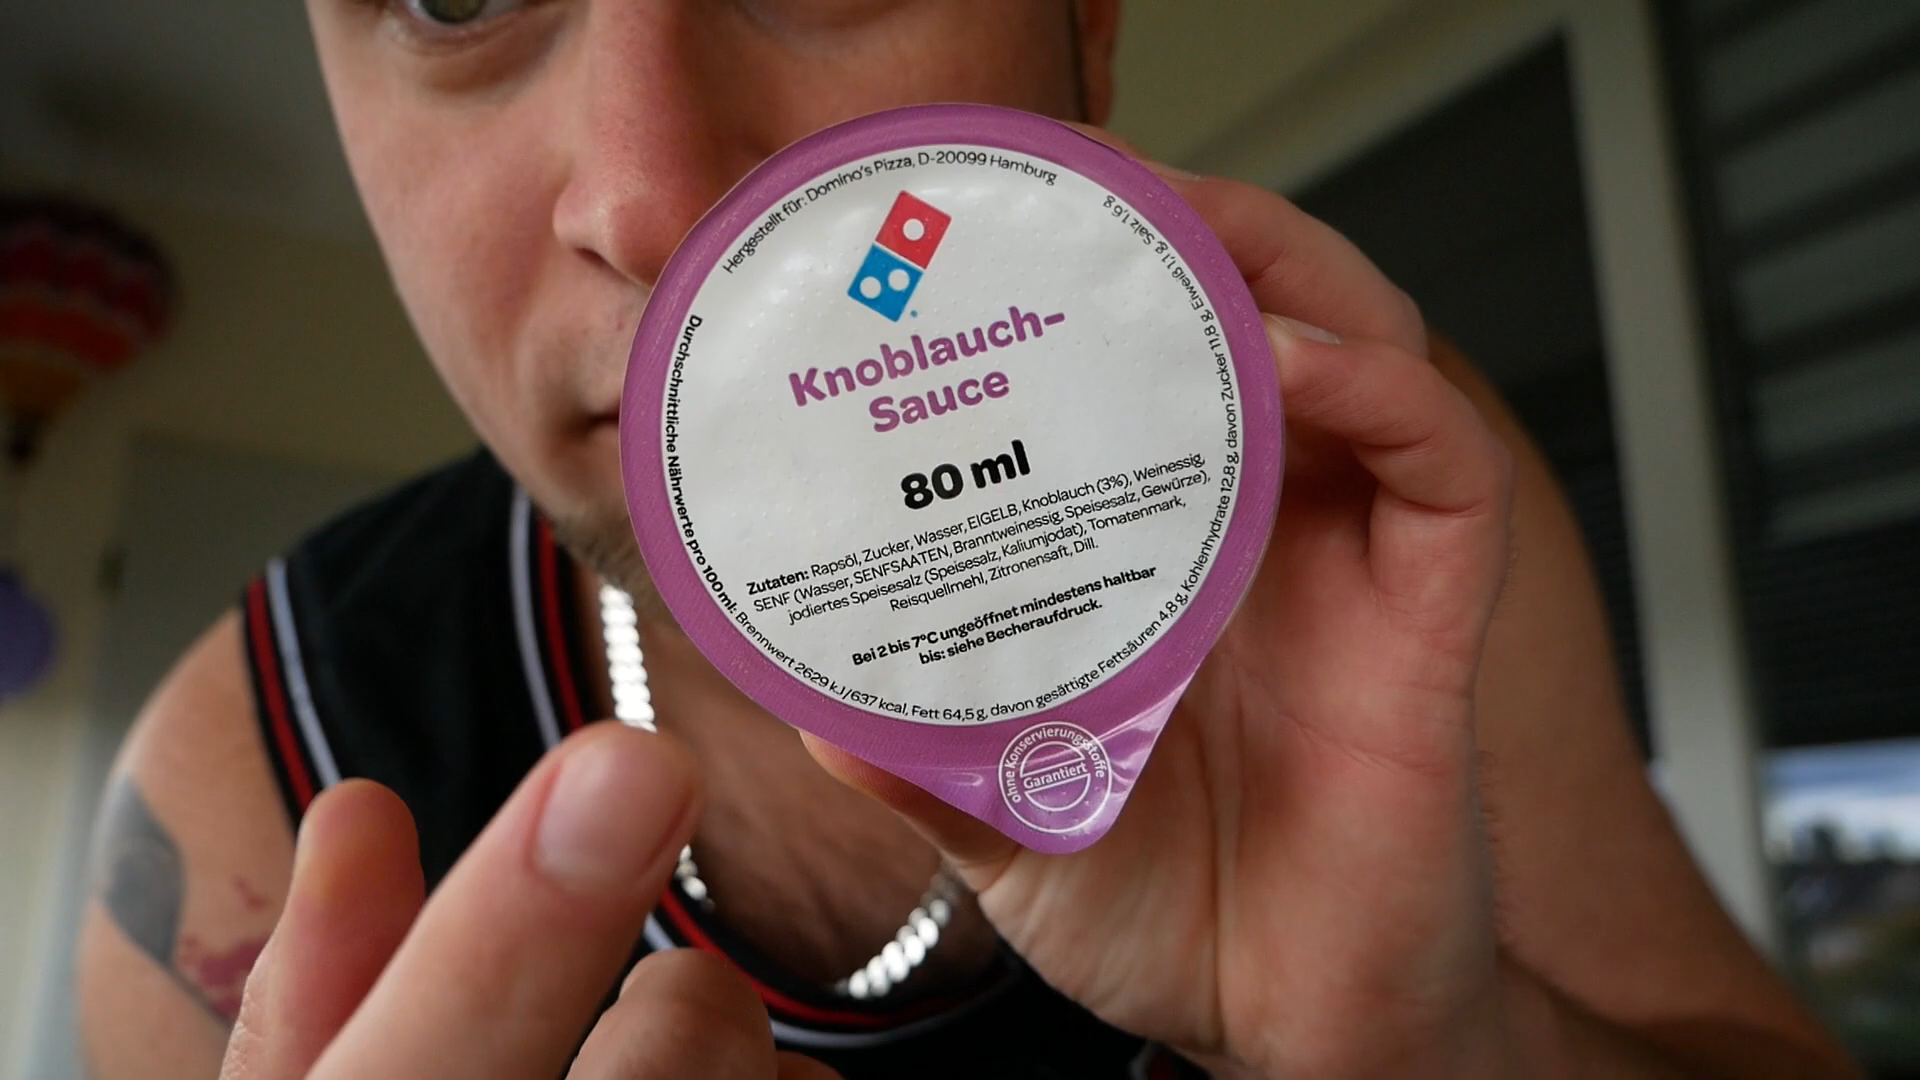 Hergestellt für: Domino's Pizza, D-20099 Hamburg
Knoblauch-
Sauce
80 ml
Zutaten: Rapsöl, Zucker, Wasser, EIGELB, Knoblauch (3%), Weinessig,
SENF (Wasser, SENFSAATEN, Branntweinessig, Speisesalz, Gewürze),
jodiertes Speisesalz (Speisesalz, Kaliumjodat), Tomatenmark,
Reisquellmehl, Zitronensaft, Dill.
Bei 2 bis 7°C ungeöffnet mindestens haltbar
bis: siehe Becheraufdruck.
Durchschnittliche Nährwerte pro 100 ml: Brennwert 2629 kJ/637 kcal, Fett 64,5 g, davon gesättigte Fettsäuren 4,8 g, Kohlenhydrate 12,8 g, davon Zucker 11,8 g, Eiweiß 1,1 g, Salz 1,6 g
ohne Konservierungsstoffe
Garantiert